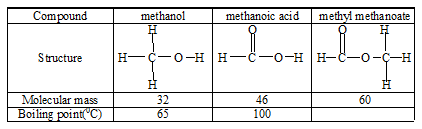 Compound methanol methanoic acid methyl methanoate
H O O H
Structure H—C—O—H H—C—O—H H—C—O—C—H
H H
Molecular mass 32 46 60
Boiling point(°C) 65 100